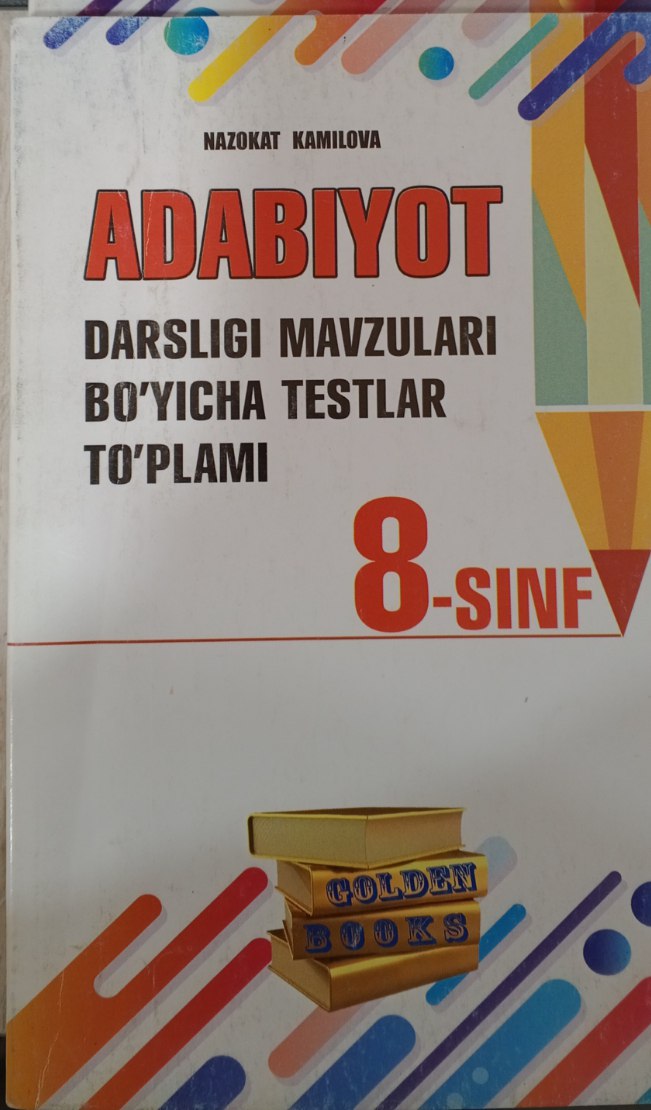 NAZOKAT KAMILOVA
ADABIYOT
DARSLIGI MAVZULARI
BO'YICHA TESTLAR
TO'PLAMI
8-SINF
GOLDEN
BOOKS